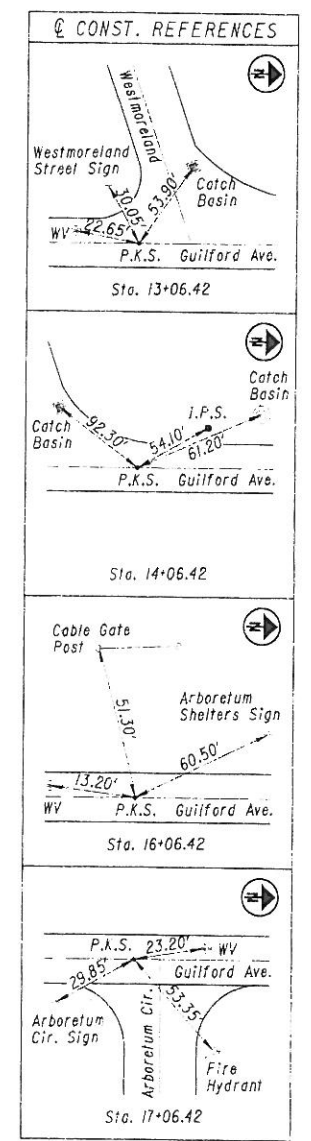 ℄ CONST. REFERENCES
N
Westmoreland
Westmoreland
Street Sign
30.05'
53.90'
Catch
Basin
WV
22.65'
P.K.S. Guilford Ave.
Sta. 13+06.42
N
Catch
Basin
92.30'
I.P.S.
54.10'
61.20'
Catch
Basin
P.K.S. Guilford Ave.
Sta. 14+06.42
N
Cable Gate
Post
51.30'
Arboretum
Shelters Sign
60.50'
13.20'
WV
P.K.S. Guilford Ave.
Sta. 16+06.42
N
P.K.S. 23.20' WV
29.85'
Guilford Ave.
Arboretum
Cir. Sign
Arboretum Cir.
53.35'
Fire
Hydrant
Sta. 17+06.42